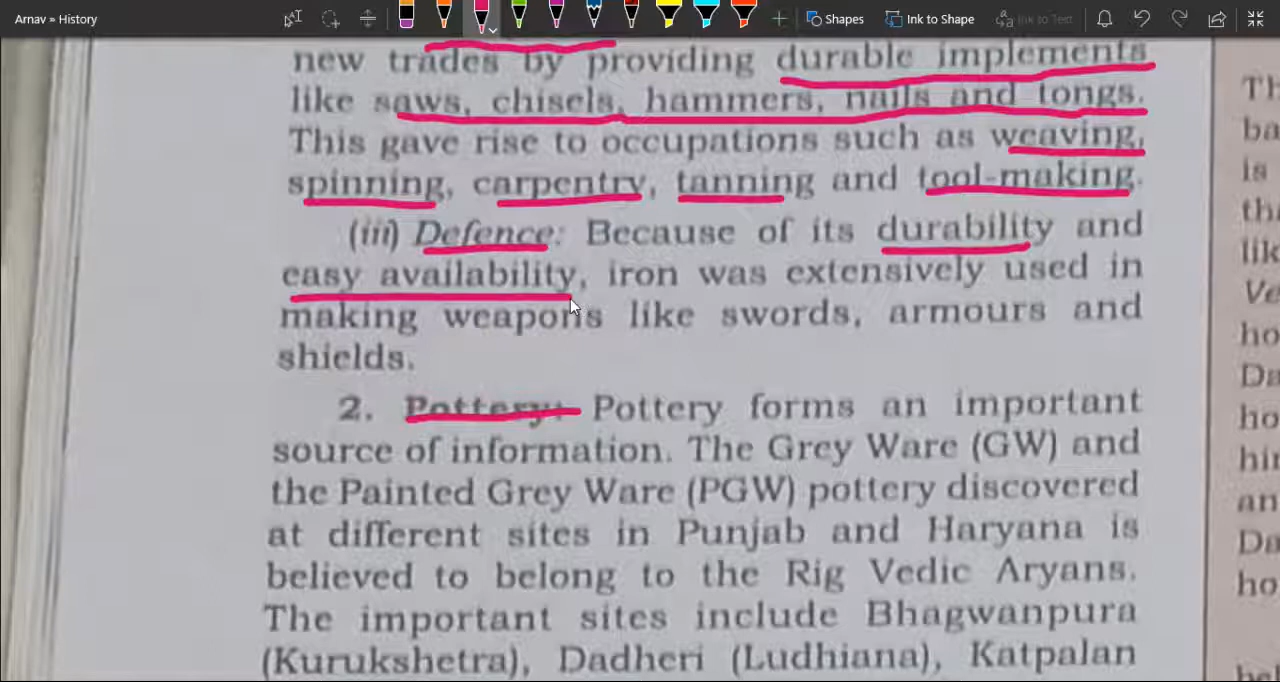 Arnav » History
Shapes
Ink to Shape
Ink to Text
new trades by providing durable implements
like saws, chisels, hammers, nails and tongs.
This gave rise to occupations such as weaving,
spinning, carpentry, tanning and tool-making.
(iii) Defence: Because of its durability and
easy availability, iron was extensively used in
making weapons like swords, armours and
shields.
2. Pottery: Pottery forms an important
source of information. The Grey Ware (GW) and
the Painted Grey Ware (PGW) pottery discovered
at different sites in Punjab and Haryana is
believed to belong to the Rig Vedic Aryans.
The important sites include Bhagwanpura
(Kurukshetra), Dadheri (Ludhiana), Katpalan